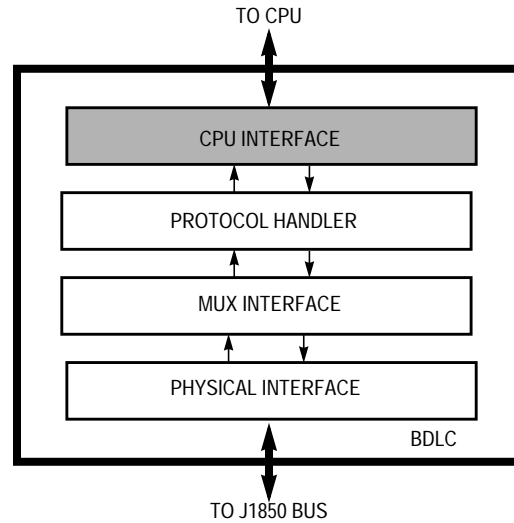 TO CPU
CPU INTERFACE
PROTOCOL HANDLER
MUX INTERFACE
PHYSICAL INTERFACE
BDLC
TO J1850 BUS